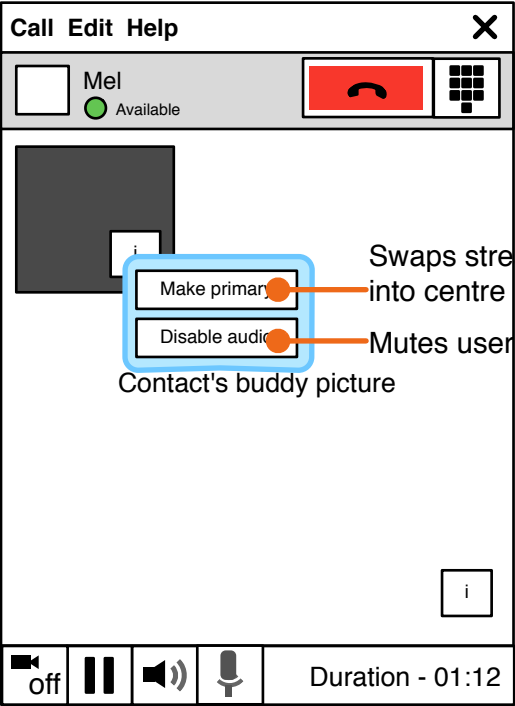 Call Edit Help
Mel
Available
i
Make primary
Swaps stre
into centre
Disable audio
Mutes user
Contact's buddy picture
i
off
Duration - 01:12